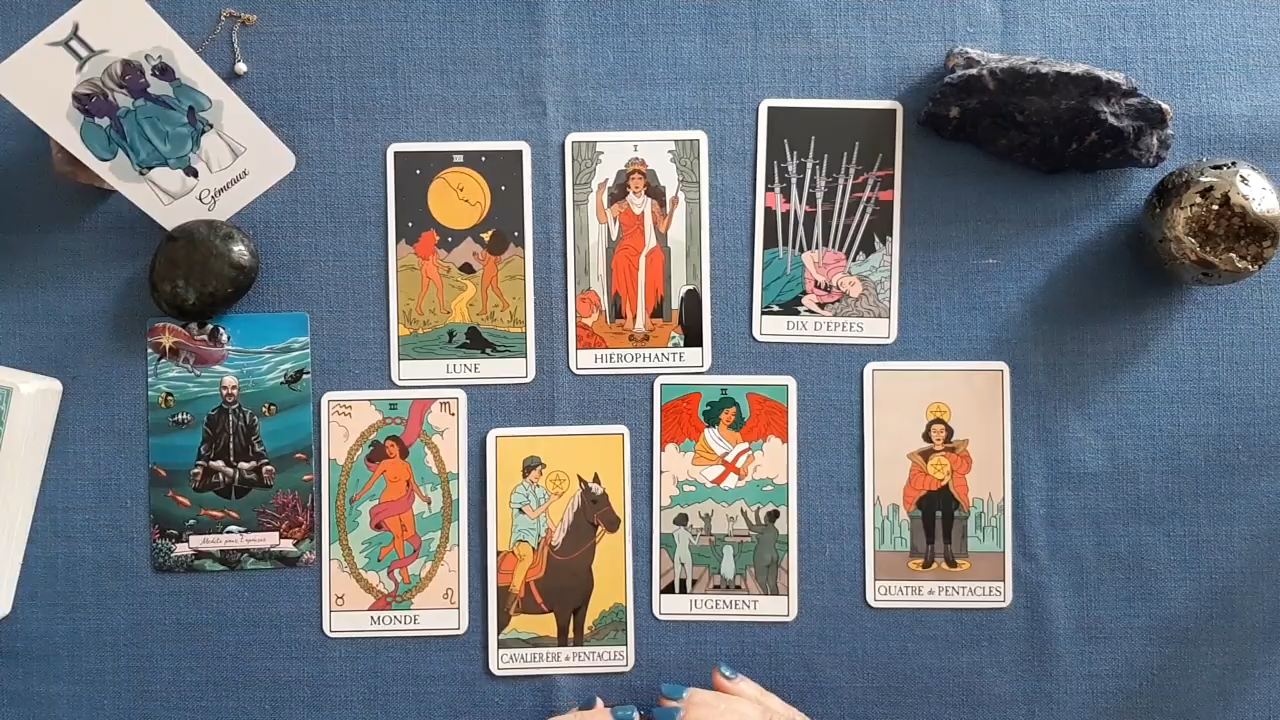 Gémeaux
LUNE
I
HIÉROPHANTE
DIX D'ÉPÉES
MONDE
CAVALIER·ÈRE de PENTACLES
JUGEMENT
QUATRE de PENTACLES